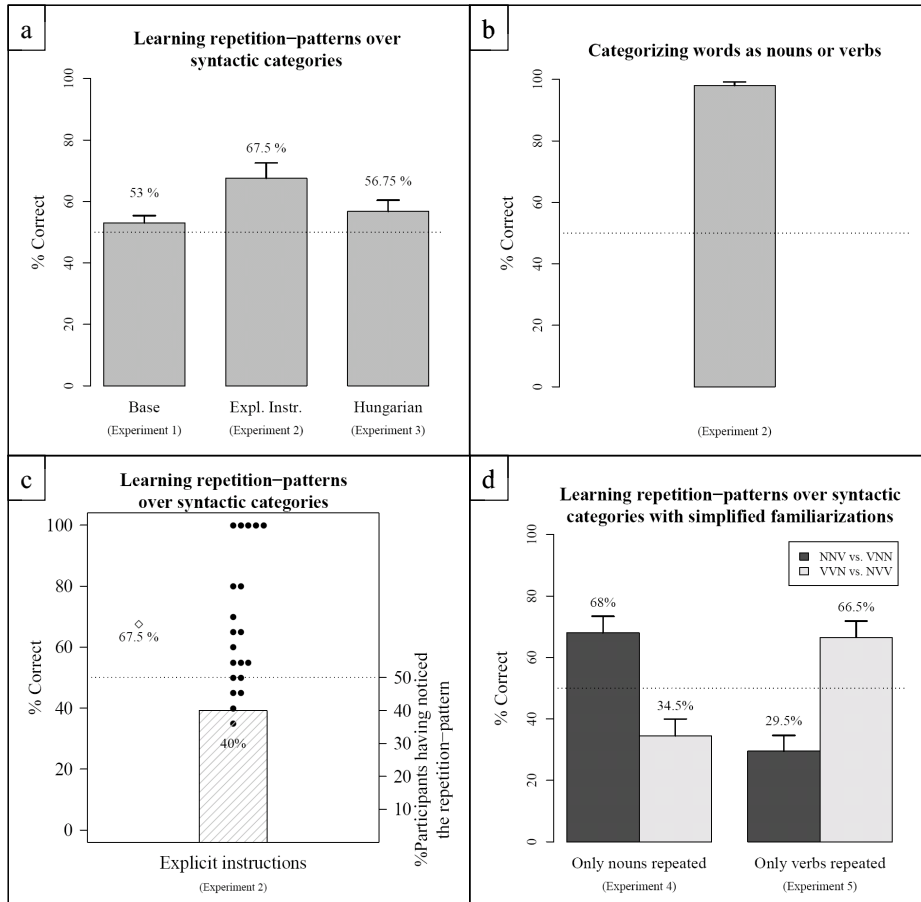 a
Learning repetition−patterns over
syntactic categories
% Correct
0
20
40
60
80
100
53 %
67.5 %
56.75 %
Base
Expl. Instr.
Hungarian
(Experiment 1)
(Experiment 2)
(Experiment 3)
b
Categorizing words as nouns or verbs
% Correct
0
20
40
60
80
100
(Experiment 2)
c
Learning repetition−patterns
over syntactic categories
% Correct
100
80
60
40
20
0
67.5 %
40%
50
40
30
20
10
%Participants having noticed
the repetition−pattern
Explicit instructions
(Experiment 2)
d
Learning repetition−patterns over syntactic
categories with simplified familiarizations
% Correct
0
20
40
60
80
100
NNV vs. VNN
VVN vs. NVV
68%
34.5%
29.5%
66.5%
Only nouns repeated
Only verbs repeated
(Experiment 4)
(Experiment 5)